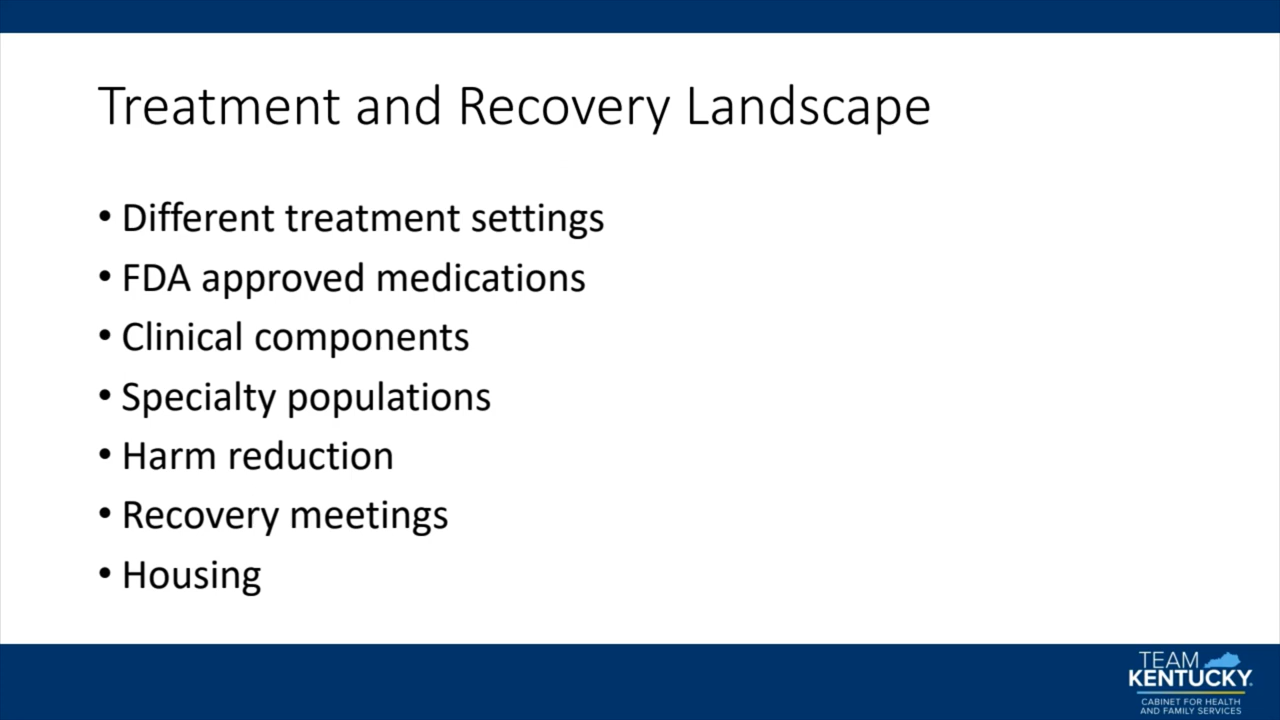 Treatment and Recovery Landscape
• Different treatment settings
• FDA approved medications
• Clinical components
• Specialty populations
• Harm reduction
• Recovery meetings
• Housing
TEAM
KENTUCKY
CABINET FOR HEALTH
AND FAMILY SERVICES